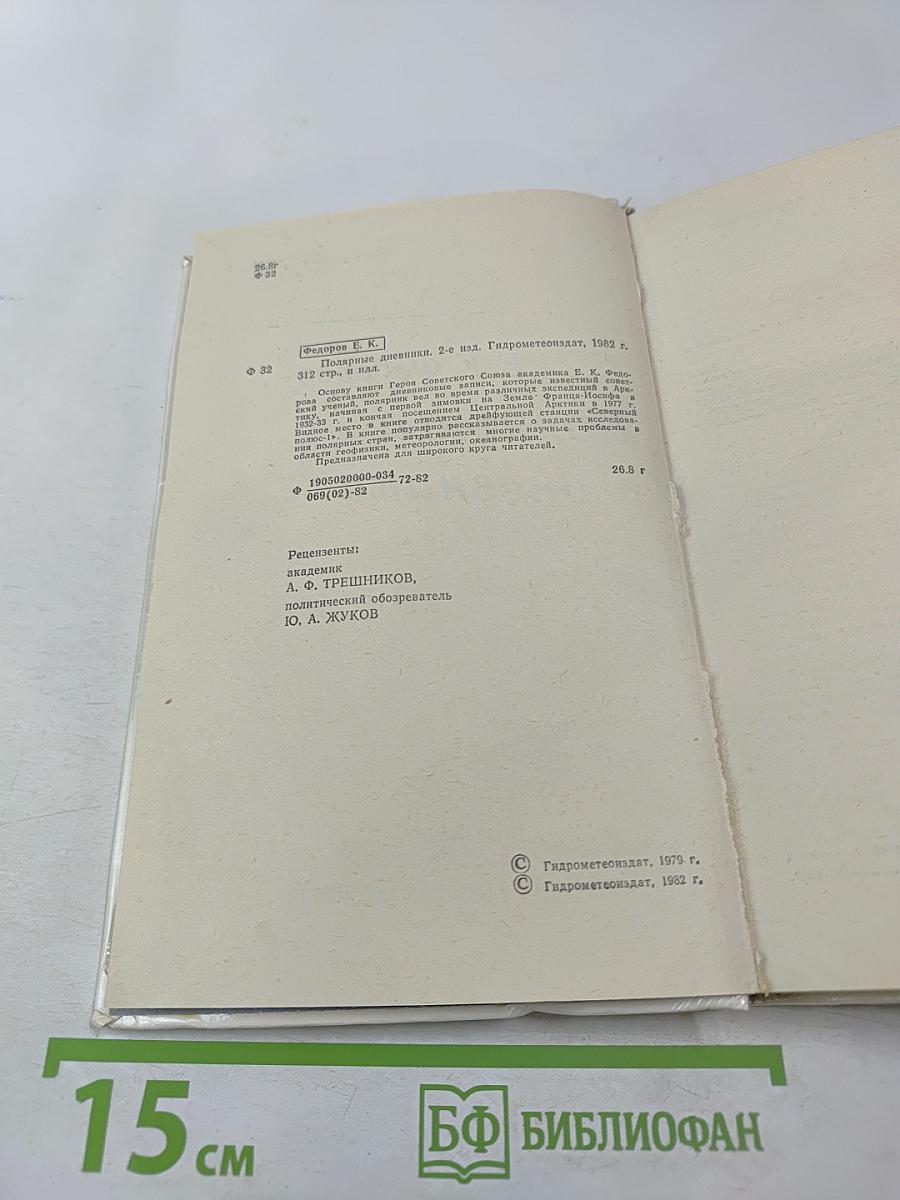 26.8г
Ф 32
Федоров Е. К.
Ф 32
Полярные дневники. 2-е изд. Гидрометеоиздат, 1982 г.
312 стр., и илл.
Основу книги Героя Советского Союза академика Е. К. Федо-
рова составляют дневниковые записи, которые известный совет-
ский ученый, полярник вел во время различных экспедиций в Арк-
тику, начиная с первой зимовки на Земле Франца-Иосифа в
1932-33 г. и кончая посещением Центральной Арктики в 1977 г.
Видное место в книге отводится дрейфующей станции «Северный
полюс-1». В книге популярно рассказывается о задачах исследова-
ния полярных стран, затрагиваются многие научные проблемы в
области геофизики, метеорологии, океанографии.
Предназначена для широкого круга читателей.
Ф 1905020000-034 72-82
069(02)-82
26.8 г
Рецензенты:
академик
А. Ф. ТРЕШНИКОВ,
политический обозреватель
Ю. А. ЖУКОВ
© Гидрометеоиздат, 1979 г.
© Гидрометеоиздат, 1982 г.
15 см
БФ БИБЛИОФАН